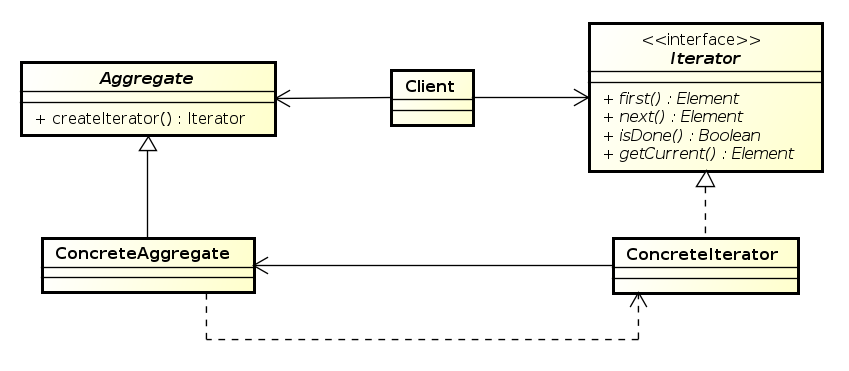 Aggregate
+ createIterator() : Iterator
Client
<<interface>>
Iterator
+ first() : Element
+ next() : Element
+ isDone() : Boolean
+ getCurrent() : Element
ConcreteAggregate
ConcreteIterator